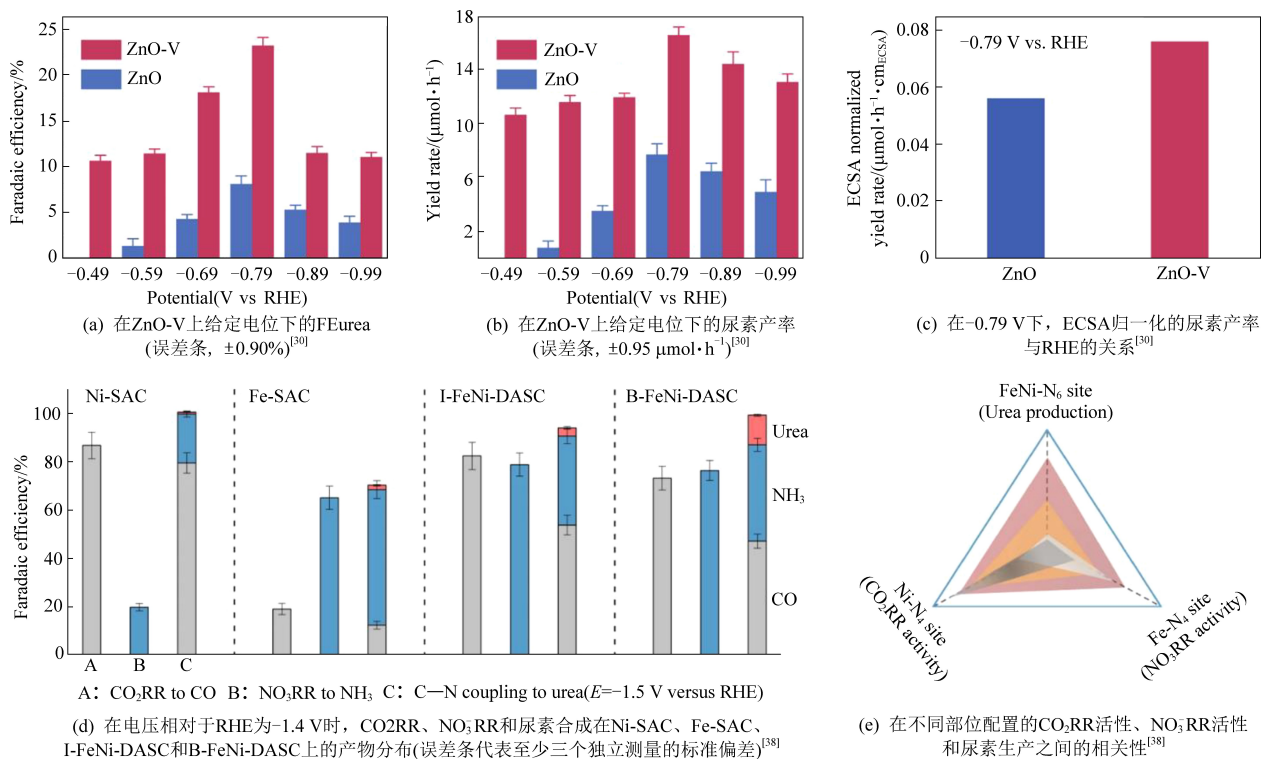 25
20
15
10
5
0
Faradaic efficiency/%
ZnO-V
ZnO
−0.49 −0.59 −0.69 −0.79 −0.89 −0.99
Potential(V vs RHE)
(a) 在ZnO-V上给定电位下的FEurea
(误差条, ±0.90%)[30]
18
14
10
6
2
Yield rate/(μmol·h⁻¹)
ZnO-V
ZnO
−0.49 −0.59 −0.69 −0.79 −0.89 −0.99
Potential(V vs RHE)
(b) 在ZnO-V上给定电位下的尿素产率
(误差条, ±0.95 μmol·h⁻¹)[30]
0.08
0.06
0.04
0.02
0
ECSA normalized
yield rate/(μmol·h⁻¹·cm_ECSA)
−0.79 V vs. RHE
ZnO ZnO-V
(c) 在−0.79 V下，ECSA归一化的尿素产率
与RHE的关系[30]
100
80
60
40
20
0
Faradaic efficiency/%
Ni-SAC Fe-SAC I-FeNi-DASC B-FeNi-DASC
Urea
NH₃
CO
A B C
A：CO₂RR to CO B：NO₃RR to NH₃ C：C—N coupling to urea(E=−1.5 V versus RHE)
(d) 在电压相对于RHE为−1.4 V时，CO2RR、NO₃⁻RR和尿素合成在Ni-SAC、Fe-SAC、
I-FeNi-DASC和B-FeNi-DASC上的产物分布(误差条代表至少三个独立测量的标准偏差)[38]
FeNi-N₆ site
(Urea production)
Ni-N₄ site
(CO₂RR activity)
Fe-N₄ site
(NO₃RR activity)
(e) 在不同部位配置的CO₂RR活性、NO₃⁻RR活性
和尿素生产之间的相关性[38]